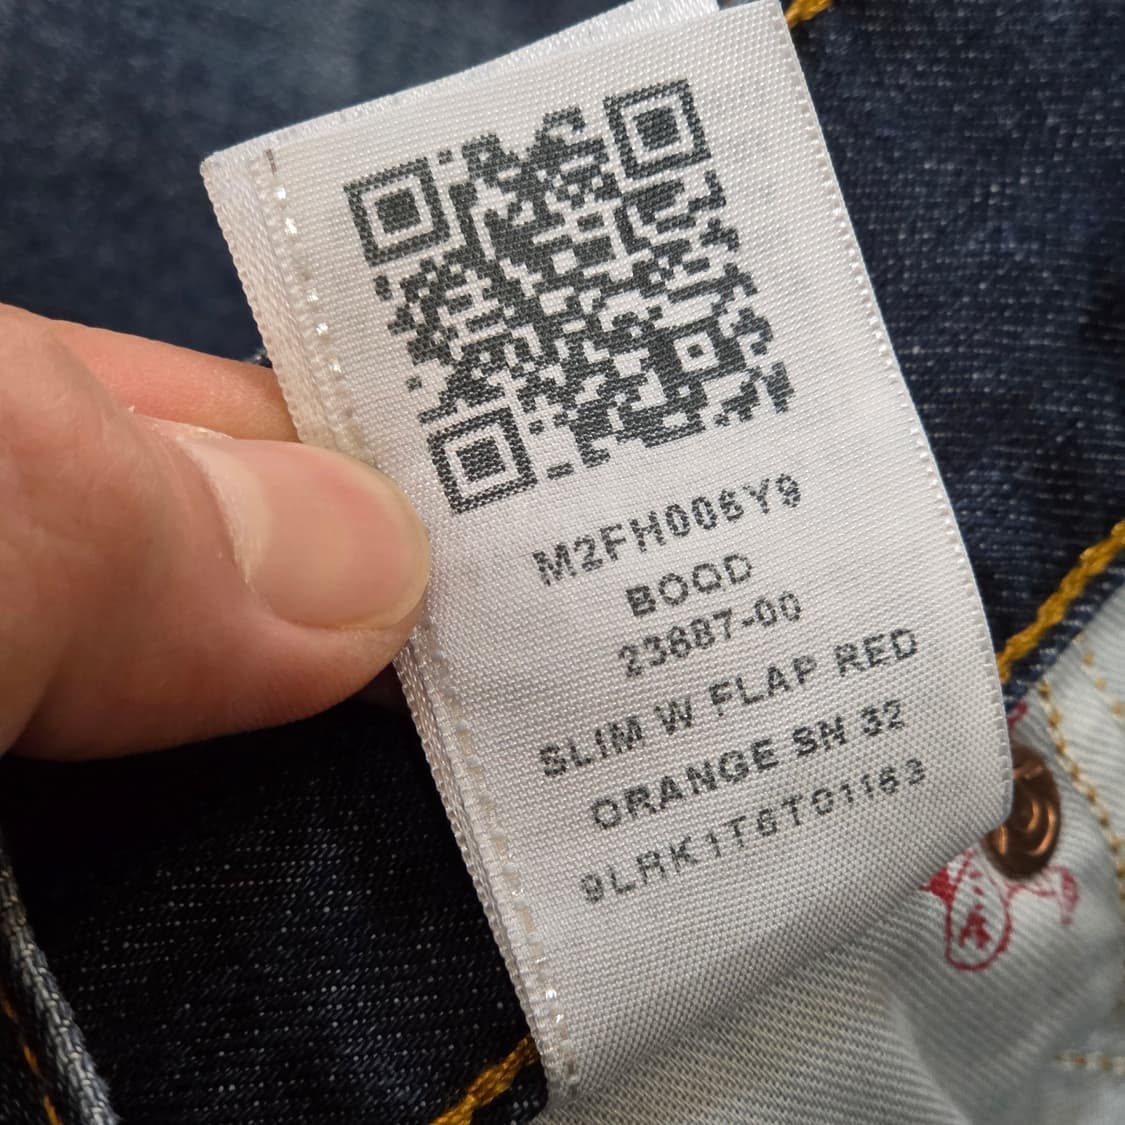 M2FH006Y9
BOQD
23687-00
SLIM W FLAP RED
ORANGE SN 32
9LRK1T6T01163